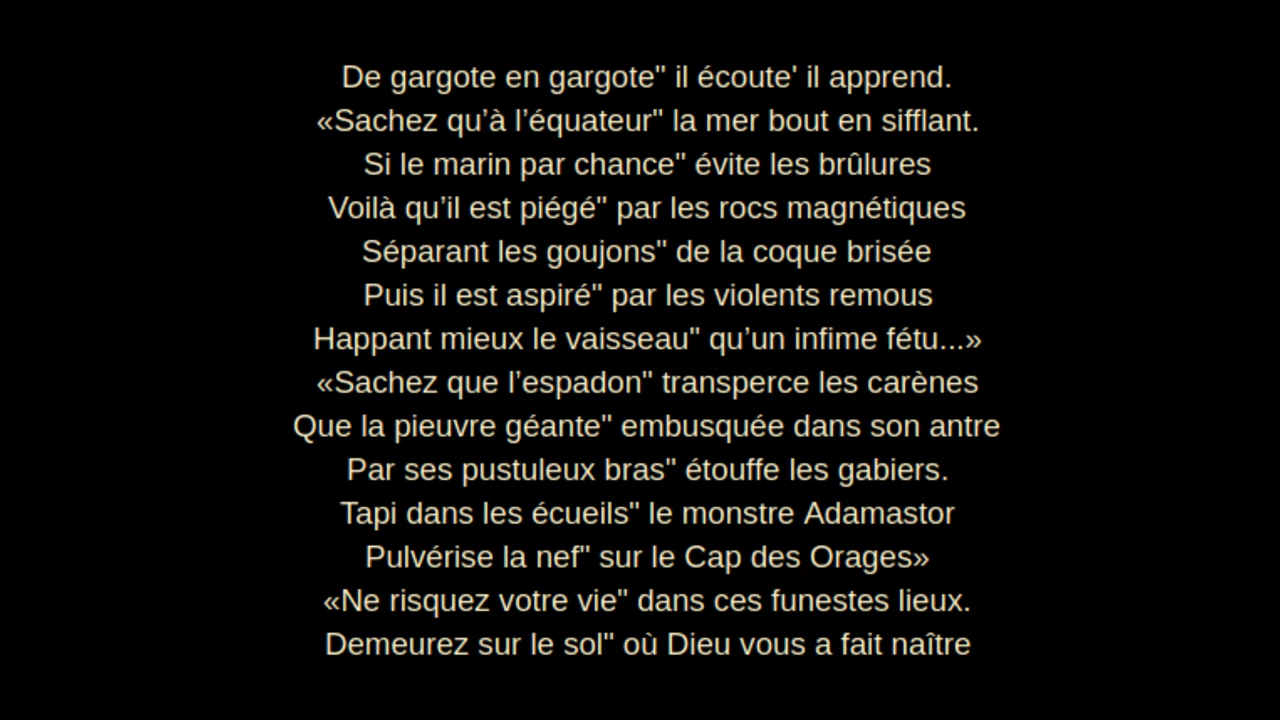 De gargote en gargote" il écoute' il apprend.
«Sachez qu’à l’équateur" la mer bout en sifflant.
Si le marin par chance" évite les brûlures
Voilà qu’il est piégé" par les rocs magnétiques
Séparant les goujons" de la coque brisée
Puis il est aspiré" par les violents remous
Happant mieux le vaisseau" qu’un infime fétu...»
«Sachez que l’espadon" transperce les carènes
Que la pieuvre géante" embusquée dans son antre
Par ses pustuleux bras" étouffe les gabiers.
Tapi dans les écueils" le monstre Adamastor
Pulvérise la nef" sur le Cap des Orages»
«Ne risquez votre vie" dans ces funestes lieux.
Demeurez sur le sol" où Dieu vous a fait naître